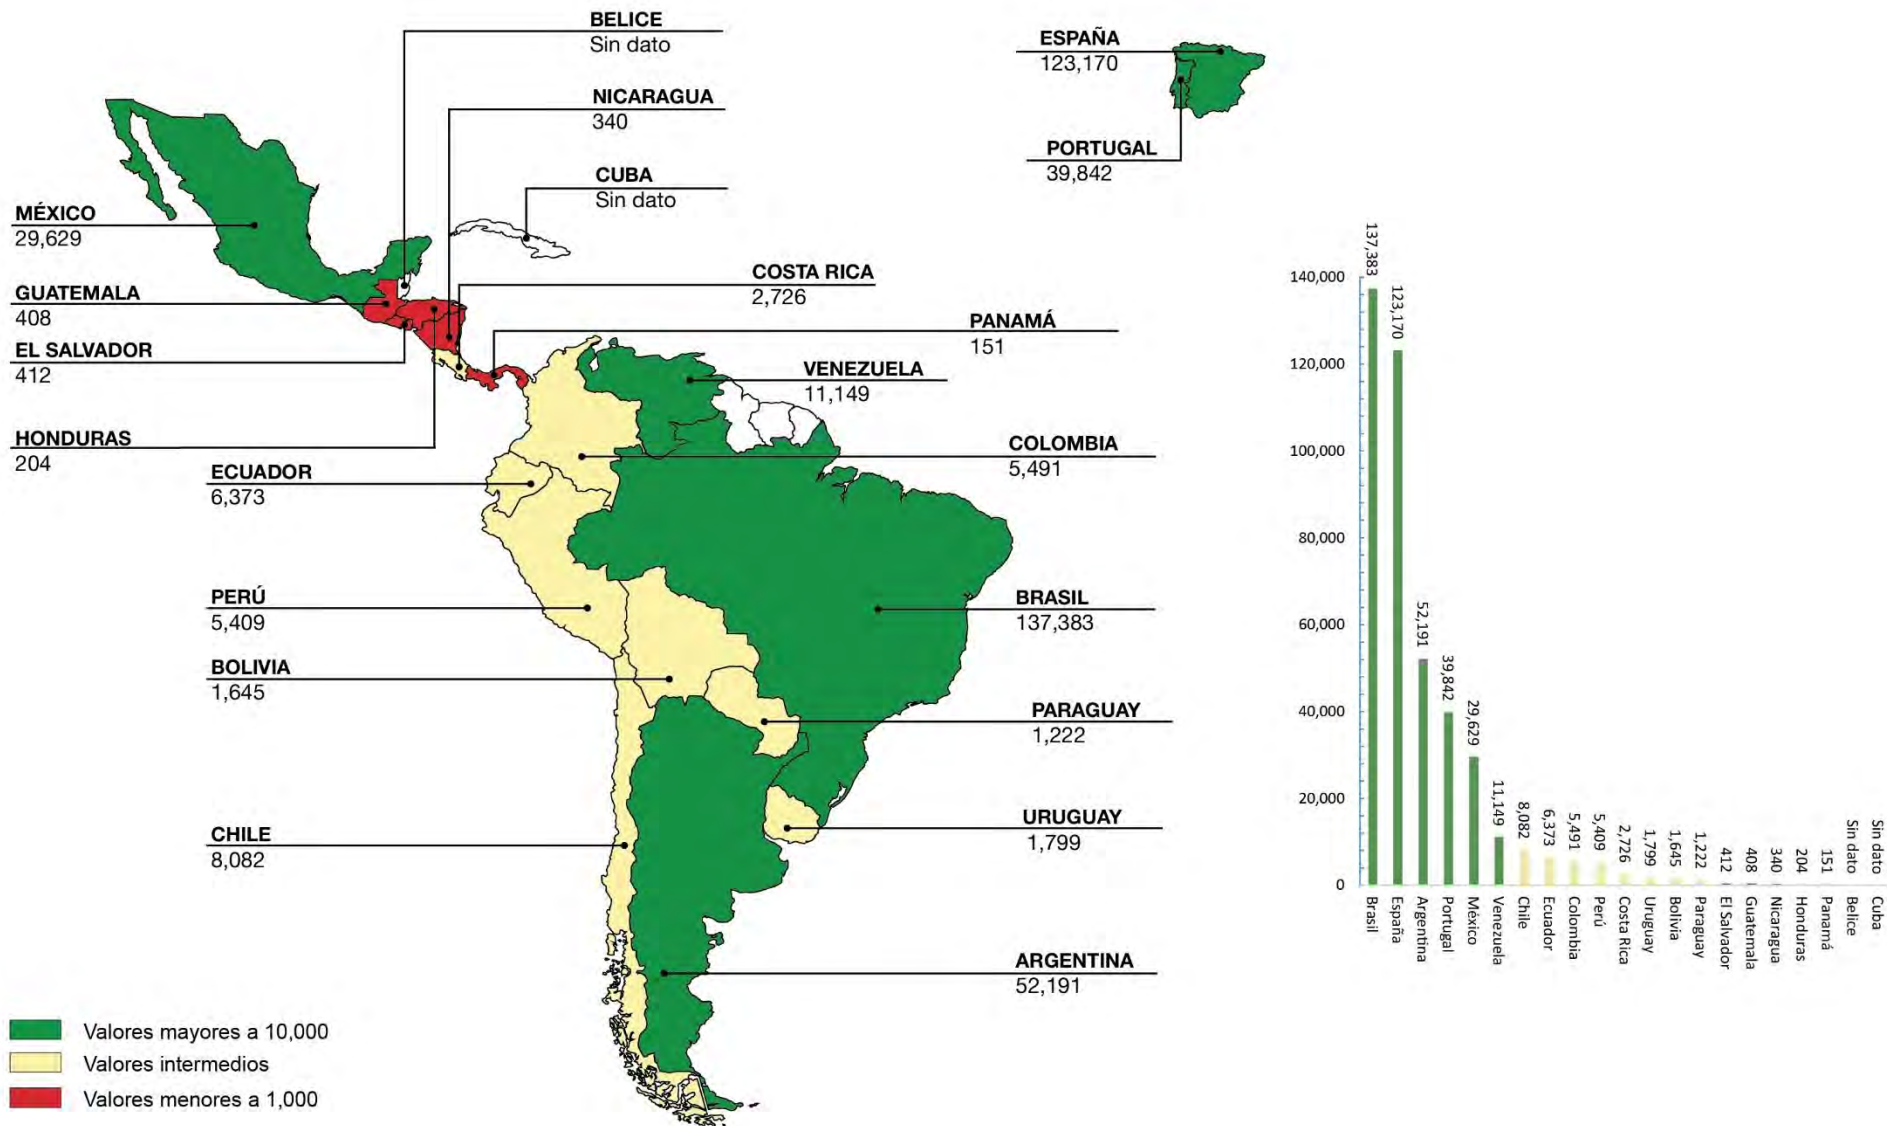 BELICE
Sin dato
NICARAGUA
340
CUBA
Sin dato
ESPAÑA
123,170
PORTUGAL
39,842
MÉXICO
29,629
GUATEMALA
408
EL SALVADOR
412
HONDURAS
204
COSTA RICA
2,726
PANAMÁ
151
VENEZUELA
11,149
COLOMBIA
5,491
ECUADOR
6,373
PERÚ
5,409
BRASIL
137,383
BOLIVIA
1,645
PARAGUAY
1,222
CHILE
8,082
URUGUAY
1,799
ARGENTINA
52,191
Valores mayores a 10,000
Valores intermedios
Valores menores a 1,000
140,000
120,000
100,000
80,000
60,000
40,000
20,000
0
137,383
123,170
52,191
39,842
29,629
11,149
8,082
6,373
5,491
5,409
2,726
1,799
1,645
1,222
412
408
340
204
151
Sin dato
Sin dato
Brasil
España
Argentina
Portugal
México
Venezuela
Chile
Ecuador
Colombia
Perú
Costa Rica
Uruguay
Bolivia
Paraguay
El Salvador
Guatemala
Nicaragua
Honduras
Panamá
Belice
Cuba